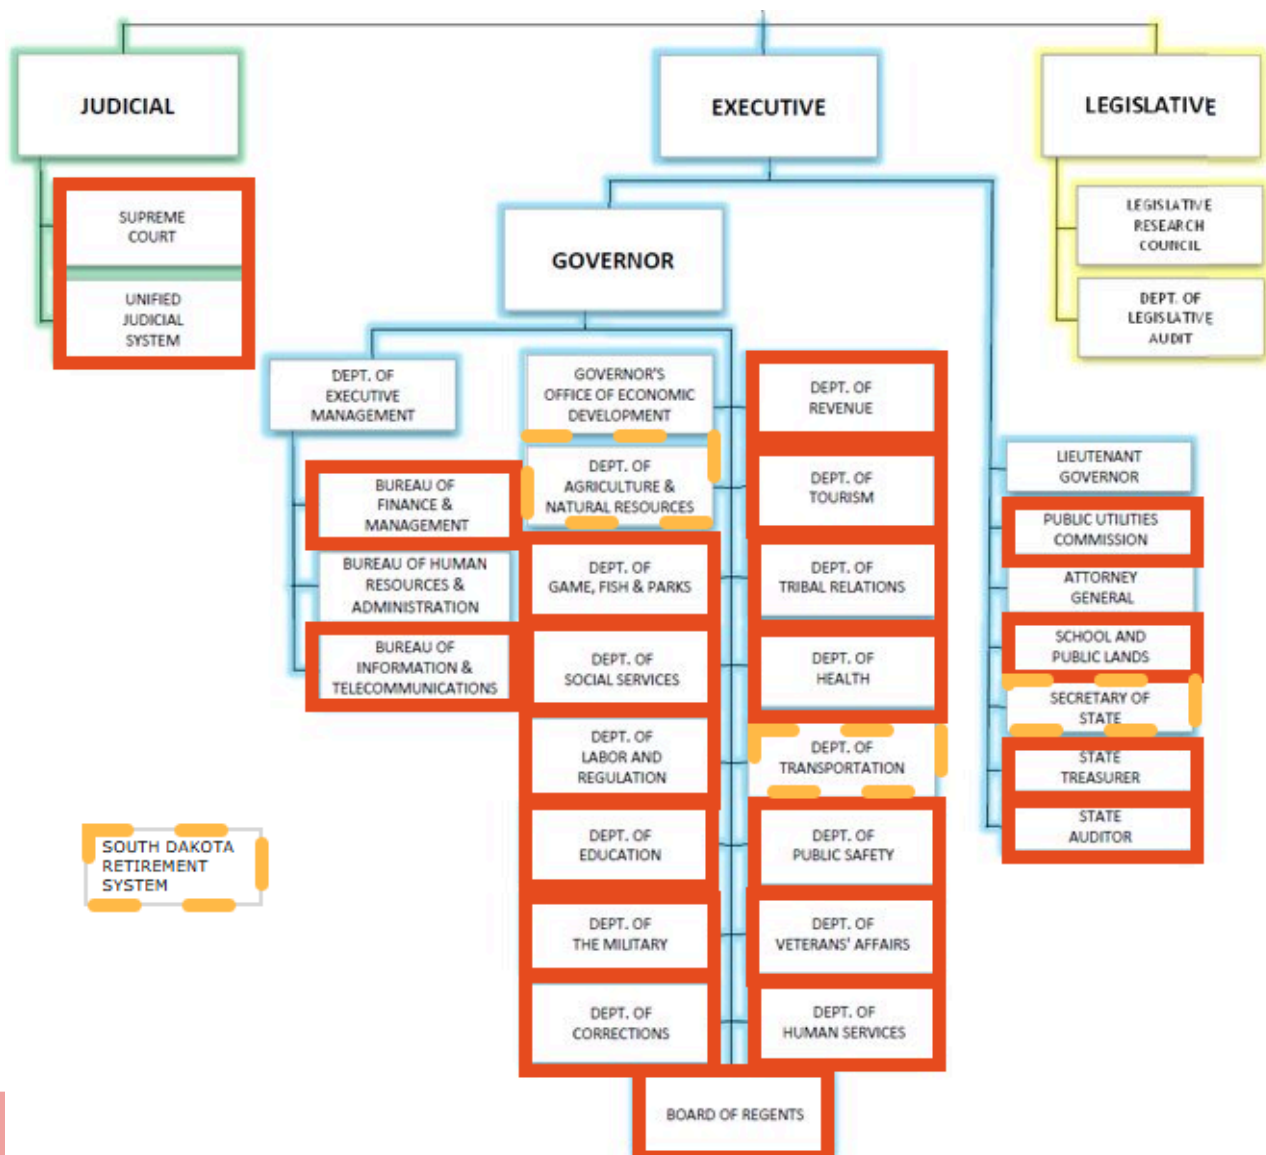 JUDICIAL
EXECUTIVE
LEGISLATIVE
SUPREME
COURT
UNIFIED
JUDICIAL
SYSTEM
LEGISLATIVE
RESEARCH
COUNCIL
DEPT. OF
LEGISLATIVE
AUDIT
GOVERNOR
DEPT. OF
EXECUTIVE
MANAGEMENT
BUREAU OF
FINANCE &
MANAGEMENT
BUREAU OF HUMAN
RESOURCES &
ADMINISTRATION
BUREAU OF
INFORMATION &
TELECOMMUNICATIONS
GOVERNOR'S
OFFICE OF ECONOMIC
DEVELOPMENT
DEPT. OF
AGRICULTURE &
NATURAL RESOURCES
DEPT. OF
GAME, FISH & PARKS
DEPT. OF
SOCIAL SERVICES
DEPT. OF
LABOR AND
REGULATION
DEPT. OF
EDUCATION
DEPT. OF
THE MILITARY
DEPT. OF
CORRECTIONS
DEPT. OF
REVENUE
DEPT. OF
TOURISM
DEPT. OF
TRIBAL RELATIONS
DEPT. OF
HEALTH
DEPT. OF
TRANSPORTATION
DEPT. OF
PUBLIC SAFETY
DEPT. OF
VETERANS' AFFAIRS
DEPT. OF
HUMAN SERVICES
BOARD OF REGENTS
LIEUTENANT
GOVERNOR
PUBLIC UTILITIES
COMMISSION
ATTORNEY
GENERAL
SCHOOL AND
PUBLIC LANDS
SECRETARY OF
STATE
STATE
TREASURER
STATE
AUDITOR
SOUTH DAKOTA
RETIREMENT
SYSTEM